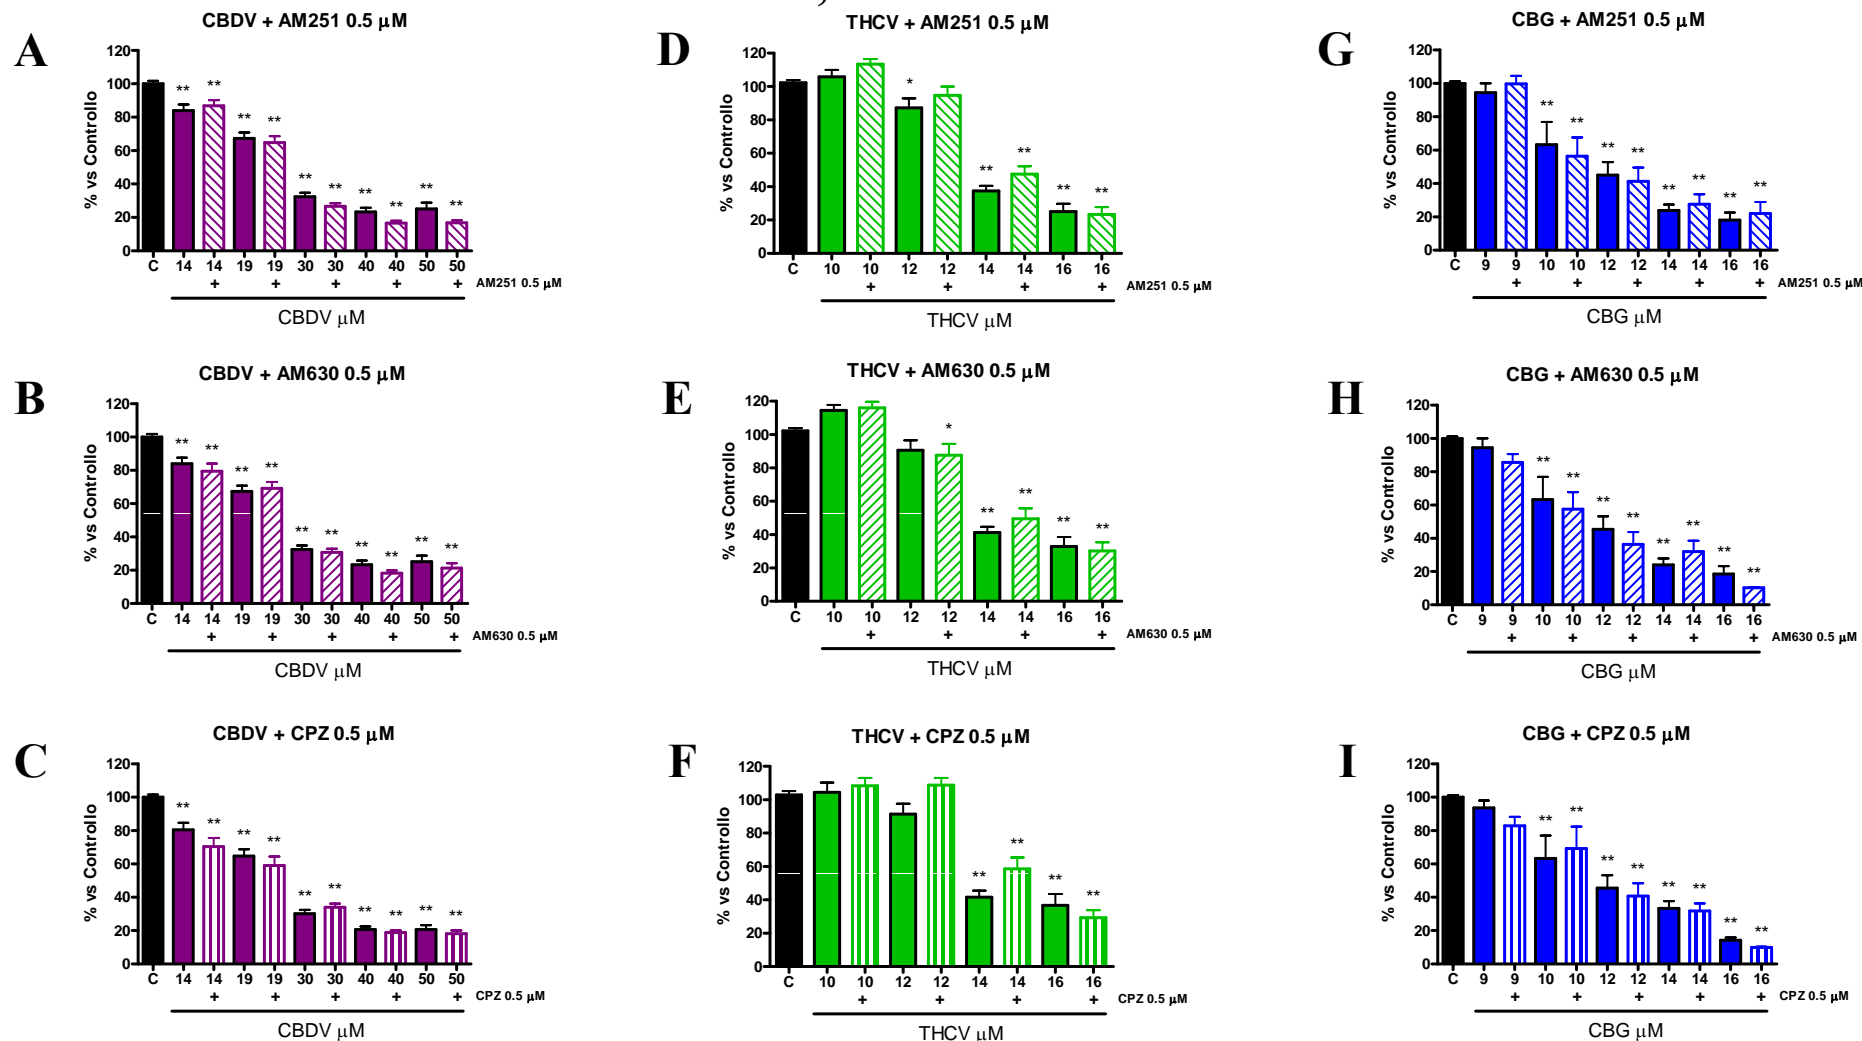 A
CBDV + AM251 0.5 µM
% vs Controllo
120
100
80
60
40
20
0
** ** ** ** ** ** ** ** ** **
C 14 14 19 19 30 30 40 40 50 50
+ + + + + AM251 0.5 µM
CBDV µM
D
THCV + AM251 0.5 µM
% vs Controllo
120
100
80
60
40
20
0
* ** ** ** **
C 10 10 12 12 14 14 16 16
+ + + + AM251 0.5 µM
THCV µM
G
CBG + AM251 0.5 µM
% vs Controllo
120
100
80
60
40
20
0
** ** ** ** ** ** ** **
C 9 9 10 10 12 12 14 14 16 16
+ + + + + AM251 0.5 µM
CBG µM
B
CBDV + AM630 0.5 µM
% vs Controllo
120
100
80
60
40
20
0
** ** ** ** ** ** ** ** ** **
C 14 14 19 19 30 30 40 40 50 50
+ + + + + AM630 0.5 µM
CBDV µM
E
THCV + AM630 0.5 µM
% vs Controllo
120
100
80
60
40
20
0
* ** ** ** **
C 10 10 12 12 14 14 16 16
+ + + + AM630 0.5 µM
THCV µM
H
CBG + AM630 0.5 µM
% vs Controllo
120
100
80
60
40
20
0
** ** ** ** ** ** ** **
C 9 9 10 10 12 12 14 14 16 16
+ + + + + AM630 0.5 µM
CBG µM
C
CBDV + CPZ 0.5 µM
% vs Controllo
120
100
80
60
40
20
0
** ** ** ** ** ** ** ** ** **
C 14 14 19 19 30 30 40 40 50 50
+ + + + + CPZ 0.5 µM
CBDV µM
F
THCV + CPZ 0.5 µM
% vs Controllo
120
100
80
60
40
20
0
** ** ** **
C 10 10 12 12 14 14 16 16
+ + + + CPZ 0.5 µM
THCV µM
I
CBG + CPZ 0.5 µM
% vs Controllo
120
100
80
60
40
20
0
** ** ** ** ** ** ** **
C 9 9 10 10 12 12 14 14 16 16
+ + + + + CPZ 0.5 µM
CBG µM